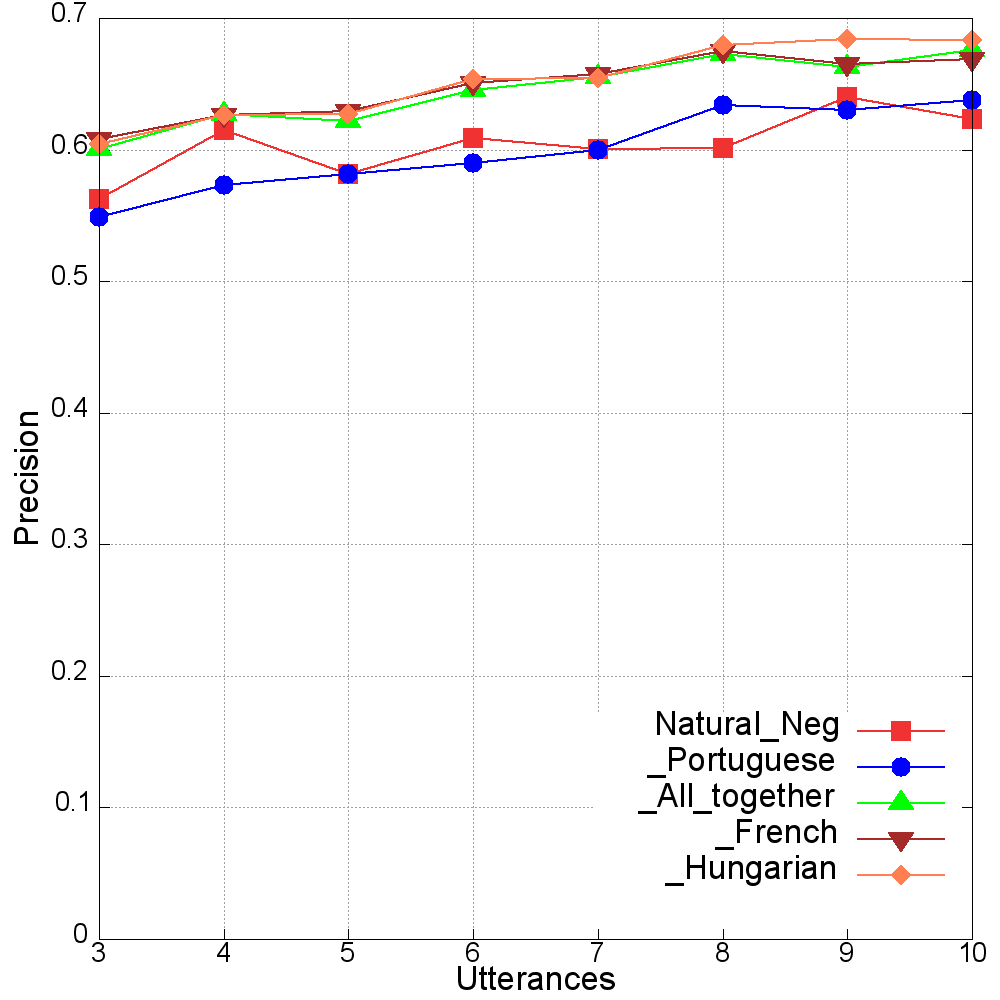 0.7
0.6
0.5
0.4
0.3
0.2
0.1
0
Precision
3 4 5 6 7 8 9 10
Utterances
Natural_Neg
_Portuguese
_All_together
_French
_Hungarian